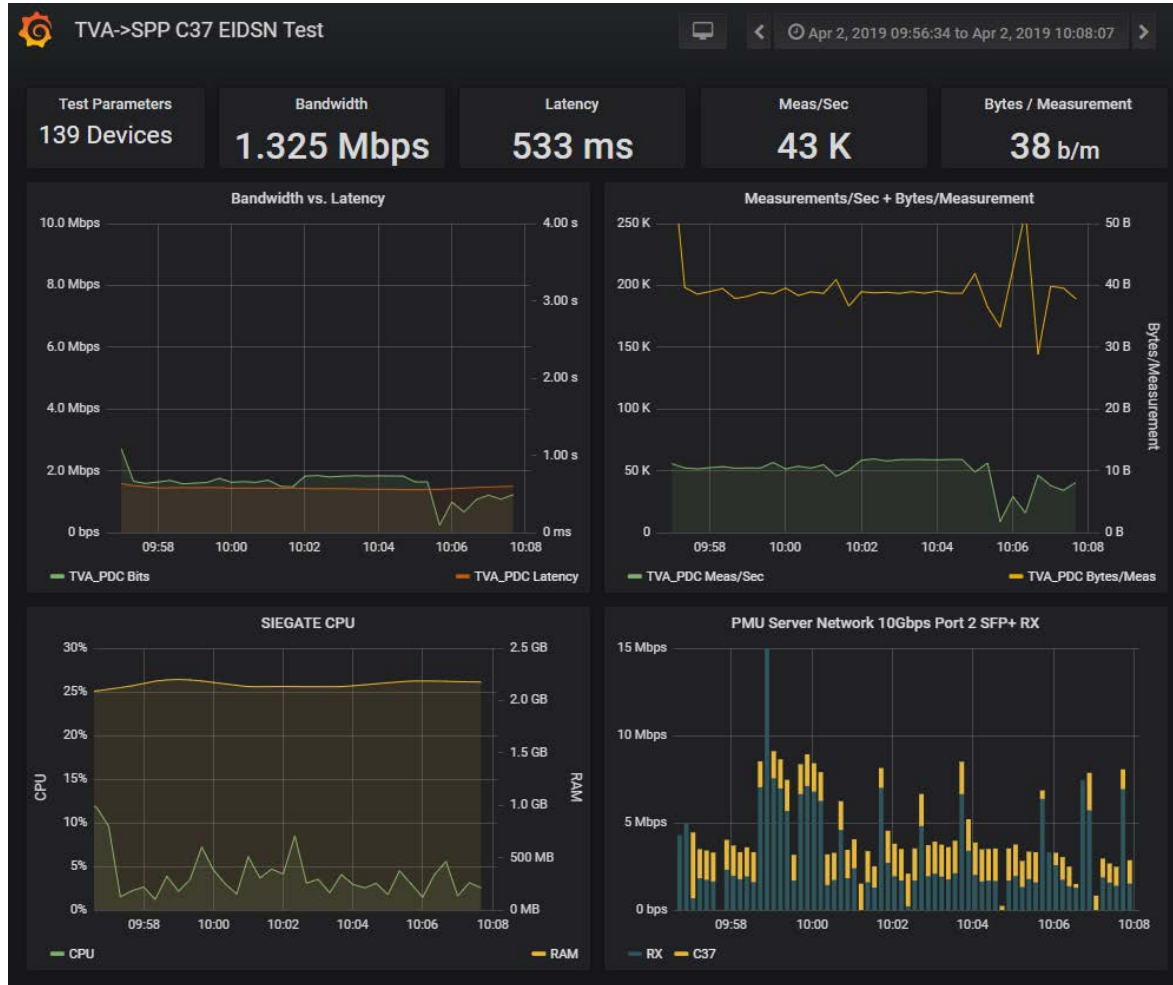 TVA->SPP C37 EIDSN Test
Apr 2, 2019 09:56:34 to Apr 2, 2019 10:08:07
Test Parameters
139 Devices
Bandwidth
1.325 Mbps
Latency
533 ms
Meas/Sec
43 K
Bytes / Measurement
38 b/m
Bandwidth vs. Latency
10.0 Mbps
8.0 Mbps
6.0 Mbps
4.0 Mbps
2.0 Mbps
0 bps
4.00 s
3.00 s
2.00 s
1.00 s
0 ms
09:58 10:00 10:02 10:04 10:06 10:08
TVA_PDC Bits TVA_PDC Latency
Measurements/Sec + Bytes/Measurement
250 K
200 K
150 K
100 K
50 K
0
50 B
40 B
30 B
20 B
10 B
0 B
Bytes/Measurement
09:58 10:00 10:02 10:04 10:06 10:08
TVA_PDC Meas/Sec TVA_PDC Bytes/Meas
SIEGATE CPU
30%
25%
20%
15%
10%
5%
0%
CPU
2.5 GB
2.0 GB
1.5 GB
1.0 GB
500 MB
0 MB
RAM
09:58 10:00 10:02 10:04 10:06 10:08
CPU RAM
PMU Server Network 10Gbps Port 2 SFP+ RX
15 Mbps
10 Mbps
5 Mbps
0 bps
09:58 10:00 10:02 10:04 10:06 10:08
RX C37